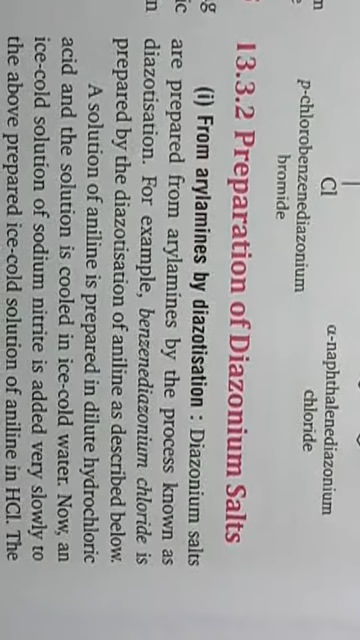 Cl
p-chlorobenzenediazonium
bromide
α-naphthalenediazonium
chloride
13.3.2 Preparation of Diazonium Salts
(i) From arylamines by diazotisation : Diazonium salts
are prepared from arylamines by the process known as
diazotisation. For example, benzenediazonium chloride is
prepared by the diazotisation of aniline as described below.
A solution of aniline is prepared in dilute hydrochloric
acid and the solution is cooled in ice-cold water. Now, an
ice-cold solution of sodium nitrite is added very slowly to
the above prepared ice-cold solution of aniline in HCl. The